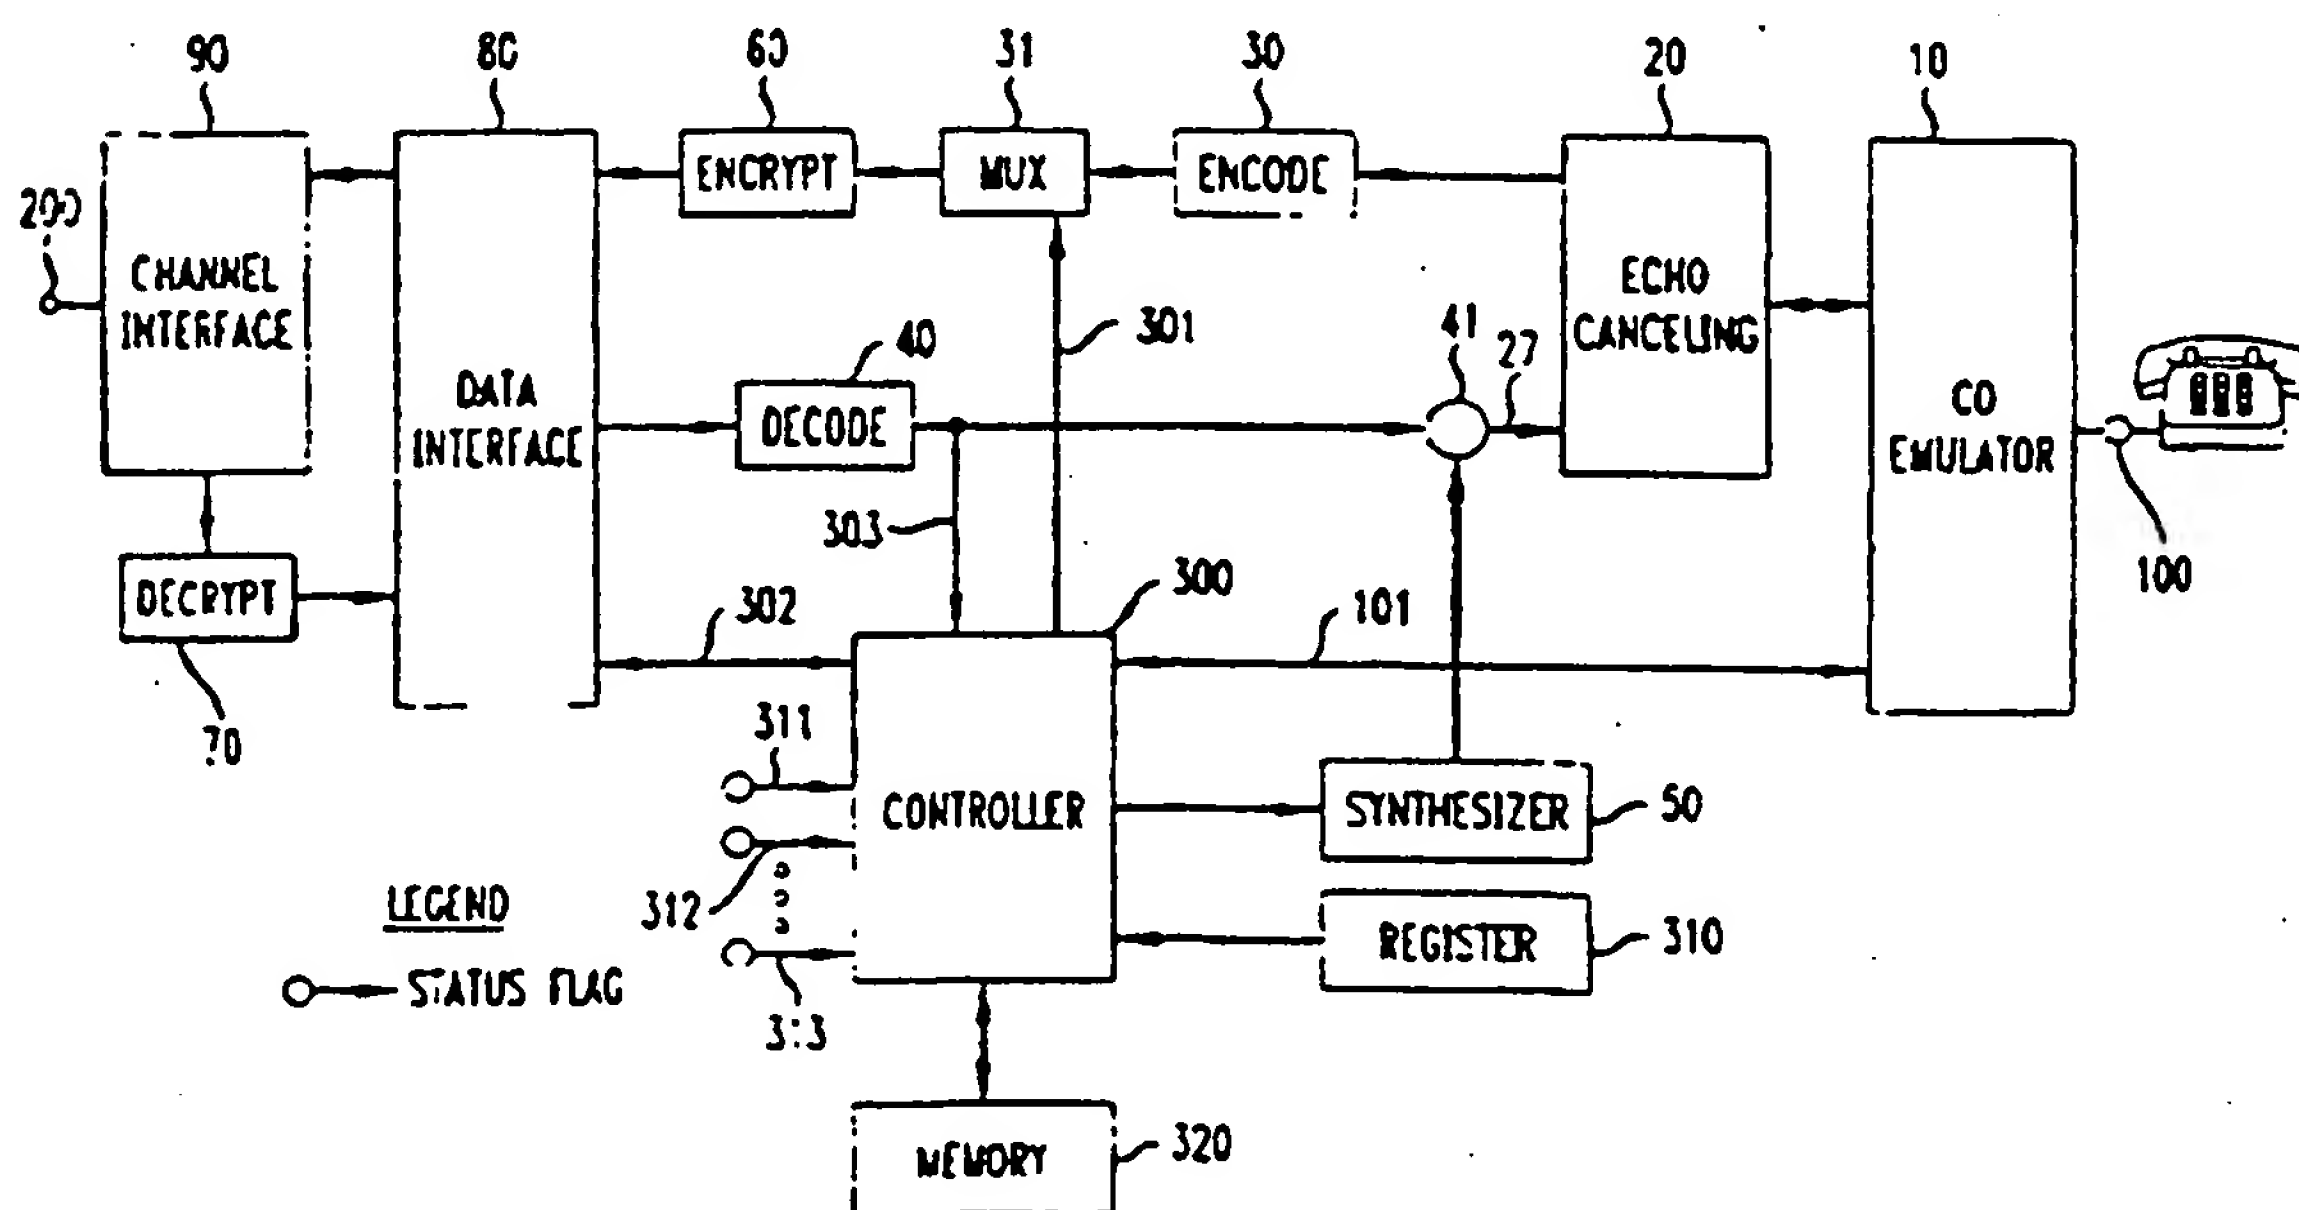 90
80
60
31
30
20
10
ENCRYPT
MUX
ENCODE
200
CHANNEL
INTERFACE
ECHO
CANCELING
301
41
27
40
DATA
INTERFACE
DECODE
CO
EMULATOR
303
100
DECRYPT
302
300
101
70
311
CONTROLLER
SYNTHESIZER
50
312
LEGEND
REGISTER
310
STATUS FLAG
313
MEMORY
320